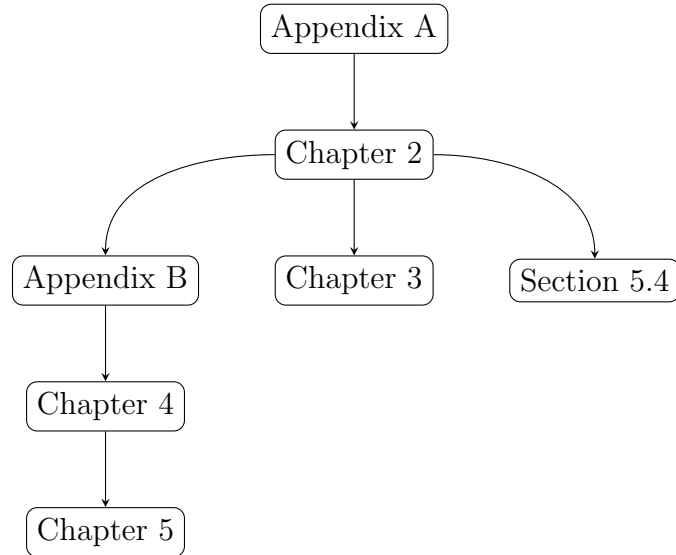 Appendix A
Chapter 2
Appendix B
Chapter 3
Section 5.4
Chapter 4
Chapter 5